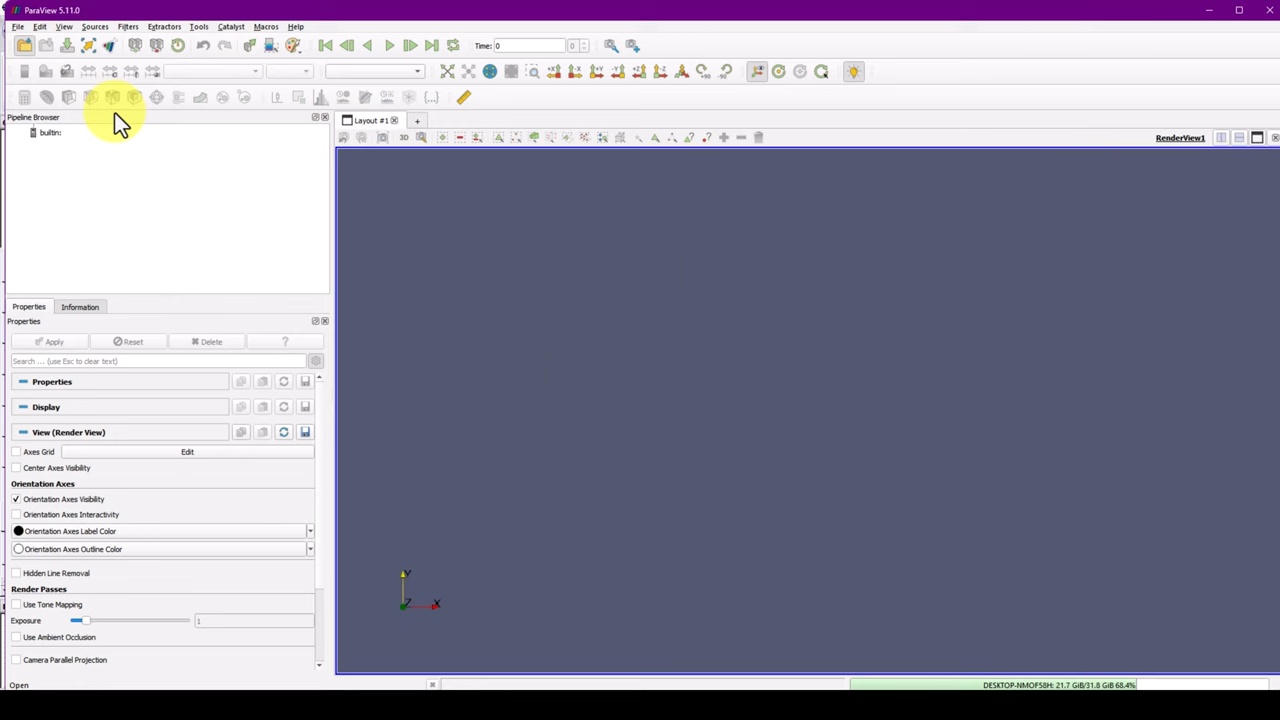 ParaView 5.11.0
File Edit View Sources Filters Extractors Tools Catalyst Macros Help
Time: 0 0
Pipeline Browser
builtin:
Layout #1
+
3D
RenderView1
Properties Information
Properties
Apply Reset Delete ?
Search ... (use Esc to clear text)
Properties
Display
View (Render View)
Axes Grid Edit
Center Axes Visibility
Orientation Axes
Orientation Axes Visibility
Orientation Axes Interactivity
Orientation Axes Label Color
Orientation Axes Outline Color
Hidden Line Removal
Render Passes
Use Tone Mapping
Exposure 1
Use Ambient Occlusion
Camera Parallel Projection
Y
Z X
Open
DESKTOP-NMOF58H: 21.7 GiB/31.8 GiB 68.4%